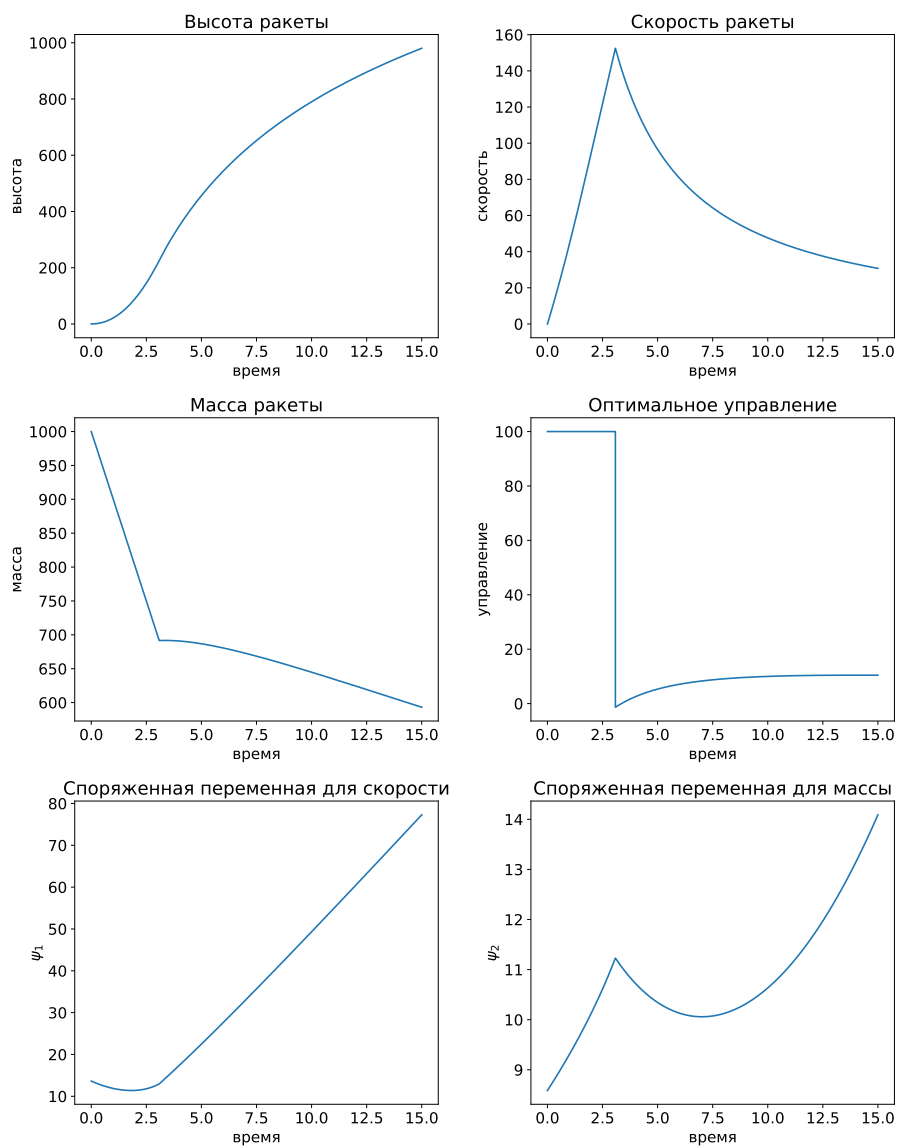 Высота ракеты
1000
800
600
400
200
0
высота
0.0 2.5 5.0 7.5 10.0 12.5 15.0
время
Скорость ракеты
160
140
120
100
80
60
40
20
0
скорость
0.0 2.5 5.0 7.5 10.0 12.5 15.0
время
Масса ракеты
1000
950
900
850
800
750
700
650
600
масса
0.0 2.5 5.0 7.5 10.0 12.5 15.0
время
Оптимальное управление
100
80
60
40
20
0
управление
0.0 2.5 5.0 7.5 10.0 12.5 15.0
время
Споряженная переменная для скорости
80
70
60
50
40
30
20
10
ψ₁
0.0 2.5 5.0 7.5 10.0 12.5 15.0
время
Споряженная переменная для массы
14
13
12
11
10
9
ψ₂
0.0 2.5 5.0 7.5 10.0 12.5 15.0
время